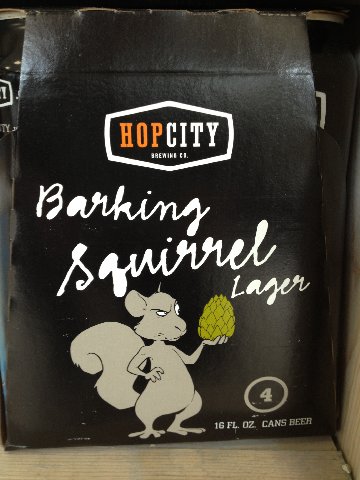 HOPCITY
BREWING CO.
Barking
Squirrel
Lager
4
16 FL. OZ. CANS BEER